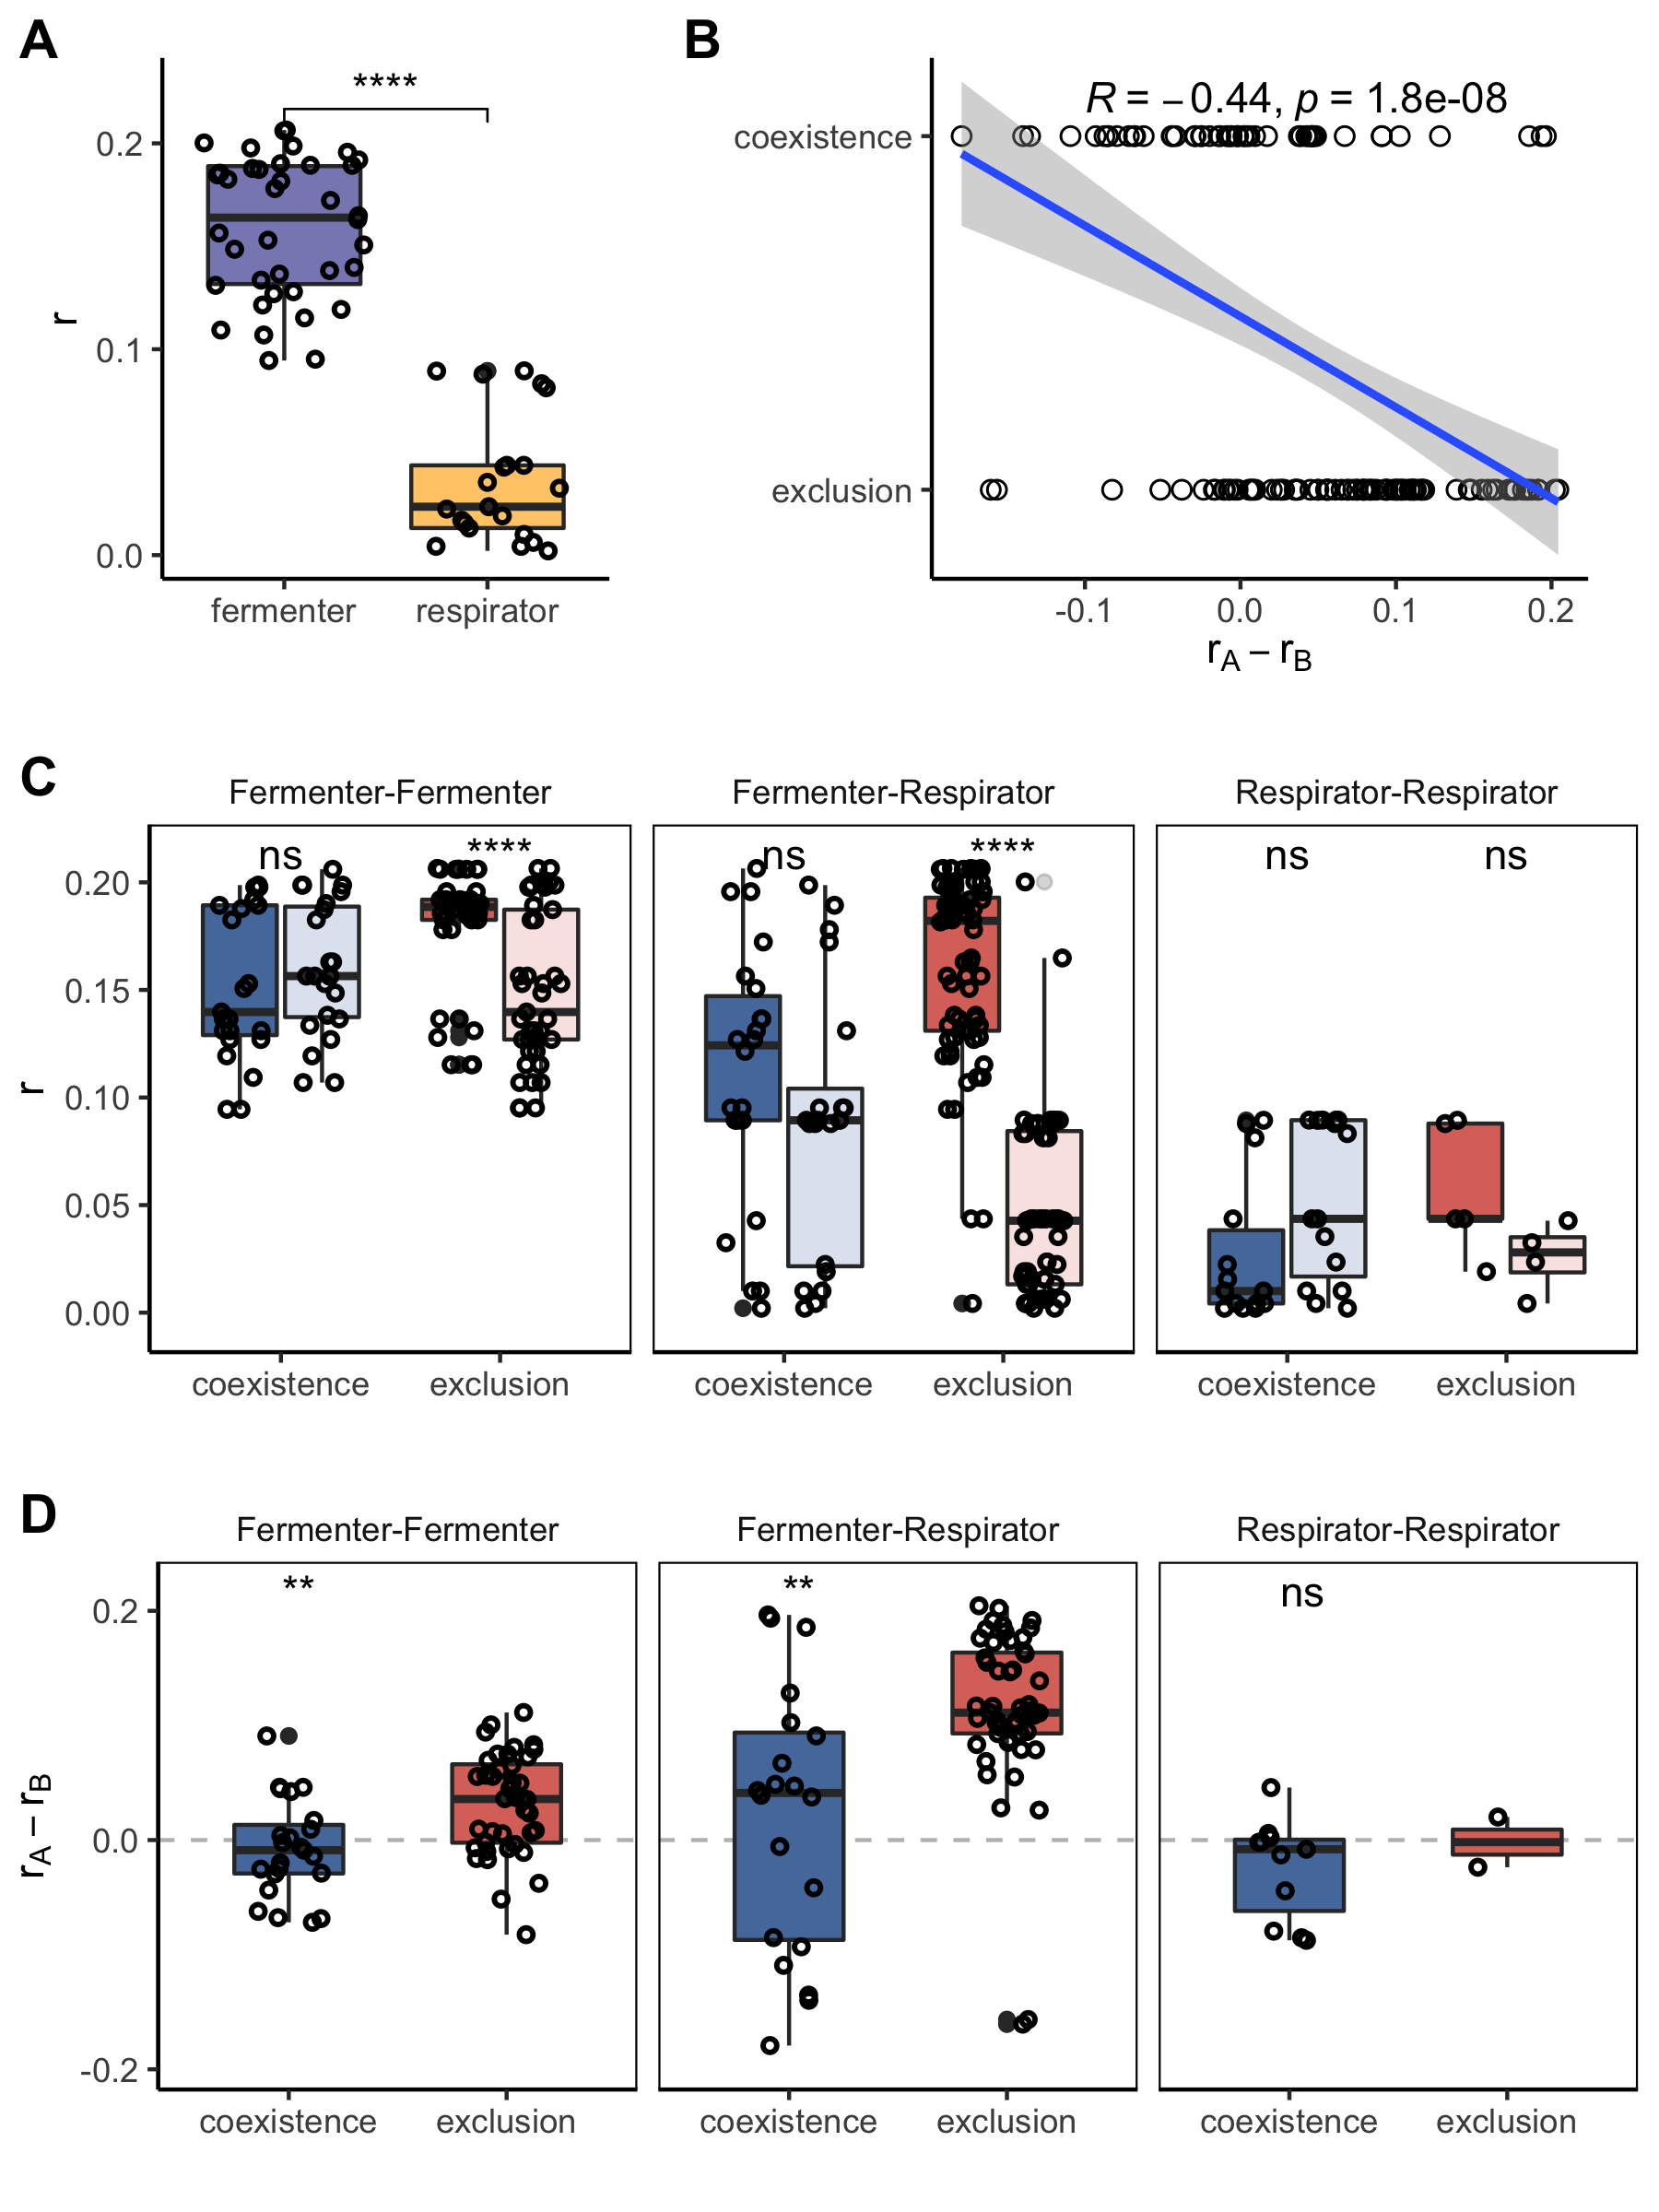 A
****
r
0.2
0.1
0.0
fermenter respirator
B
R = −0.44, p = 1.8e-08
coexistence
exclusion
-0.1 0.0 0.1 0.2
rA − rB
C
Fermenter-Fermenter Fermenter-Respirator Respirator-Respirator
ns **** ns **** ns ns
r
0.20
0.15
0.10
0.05
0.00
coexistence exclusion coexistence exclusion coexistence exclusion
D
Fermenter-Fermenter Fermenter-Respirator Respirator-Respirator
** ** ns
rA − rB
0.2
0.0
-0.2
coexistence exclusion coexistence exclusion coexistence exclusion